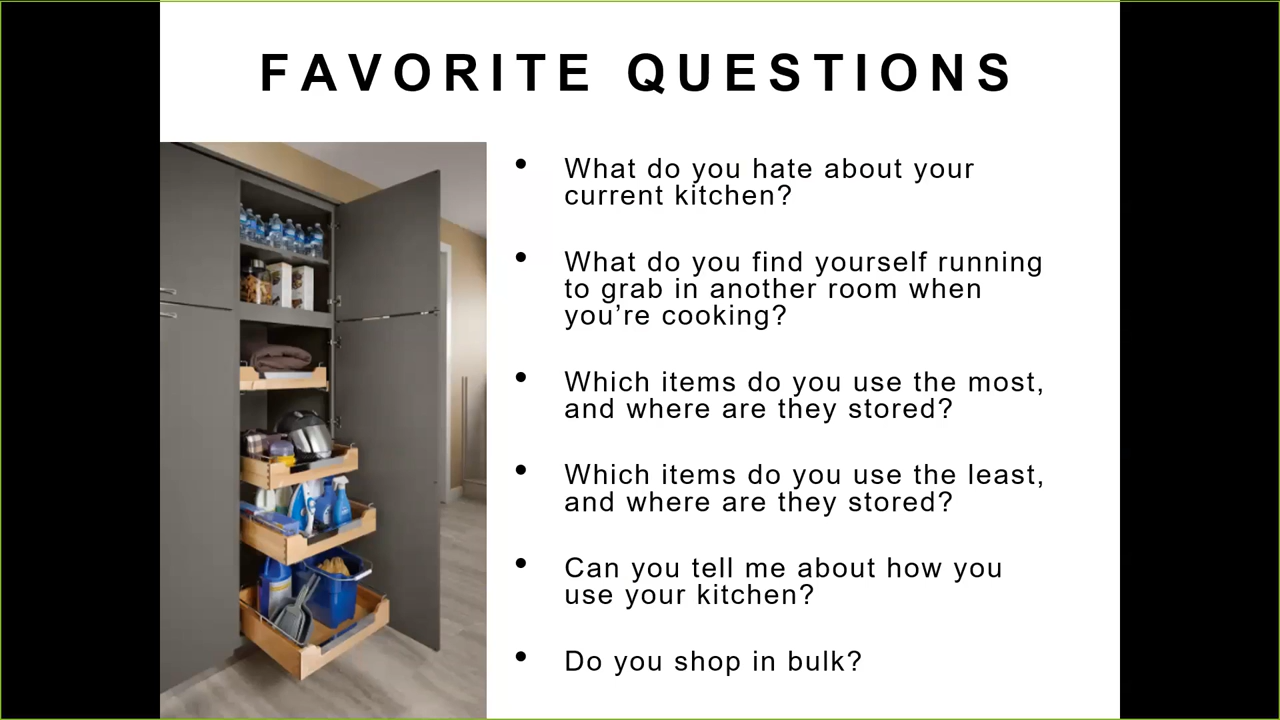 FAVORITE QUESTIONS
• What do you hate about your
current kitchen?
• What do you find yourself running
to grab in another room when
you’re cooking?
• Which items do you use the most,
and where are they stored?
• Which items do you use the least,
and where are they stored?
• Can you tell me about how you
use your kitchen?
• Do you shop in bulk?